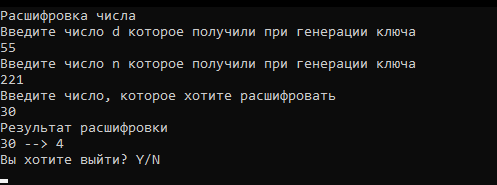 Расшифровка числа
Введите число d которое получили при генерации ключа
55
Введите число n которое получили при генерации ключа
221
Введите число, которое хотите расшифровать
30
Результат расшифровки
30 --> 4
Вы хотите выйти? Y/N